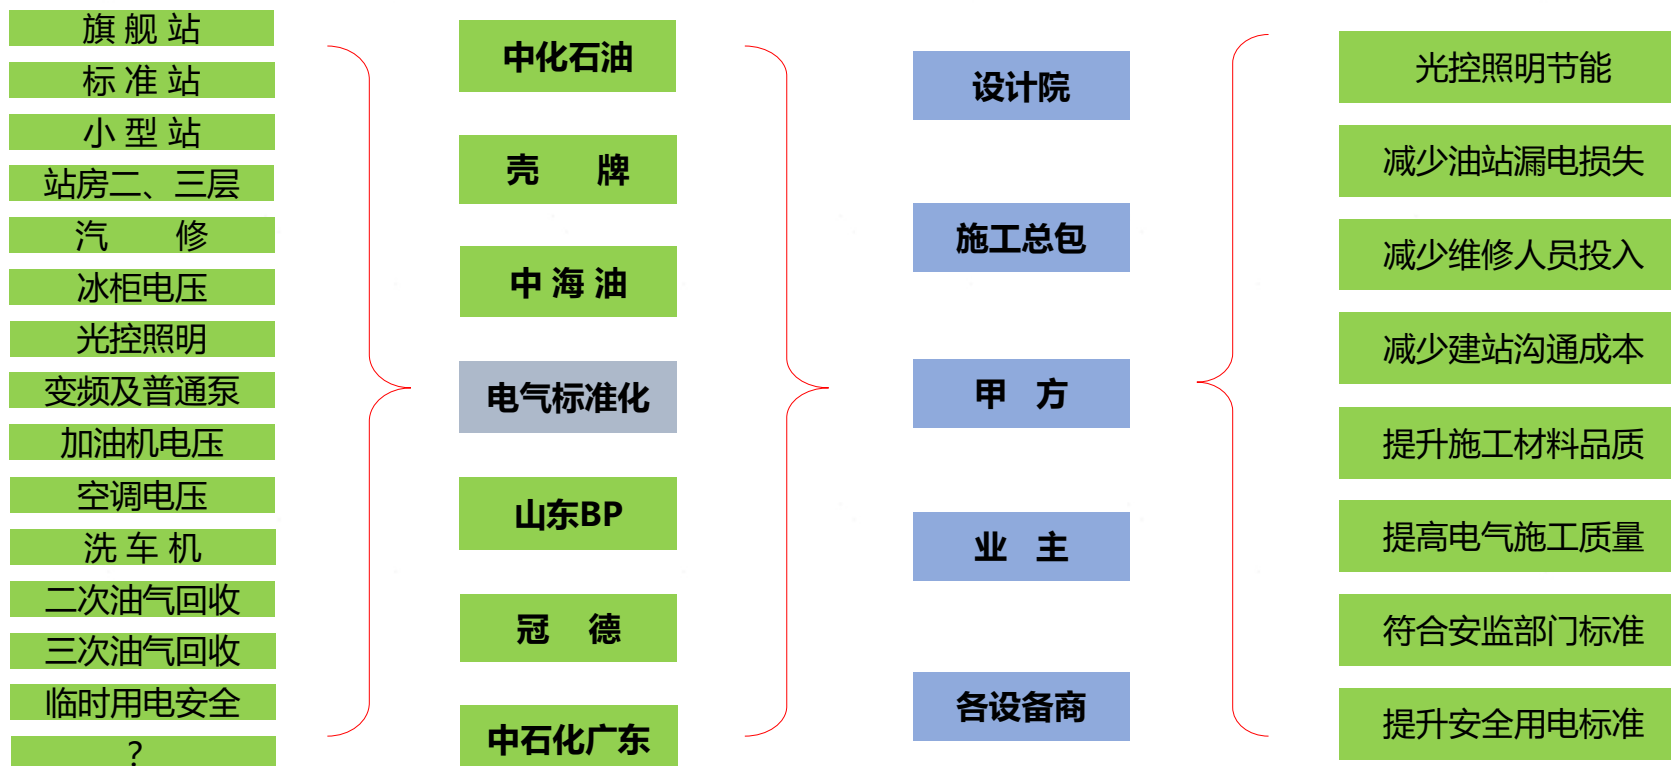 旗 舰 站
标 准 站
小 型 站
站房二、三层
汽 修
冰柜电压
光控照明
变频及普通泵
加油机电压
空调电压
洗 车 机
二次油气回收
三次油气回收
临时用电安全
？
中化石油
壳 牌
中 海 油
电气标准化
山东BP
冠 德
中石化广东
设计院
施工总包
甲 方
业 主
各设备商
光控照明节能
减少油站漏电损失
减少维修人员投入
减少建站沟通成本
提升施工材料品质
提高电气施工质量
符合安监部门标准
提升安全用电标准